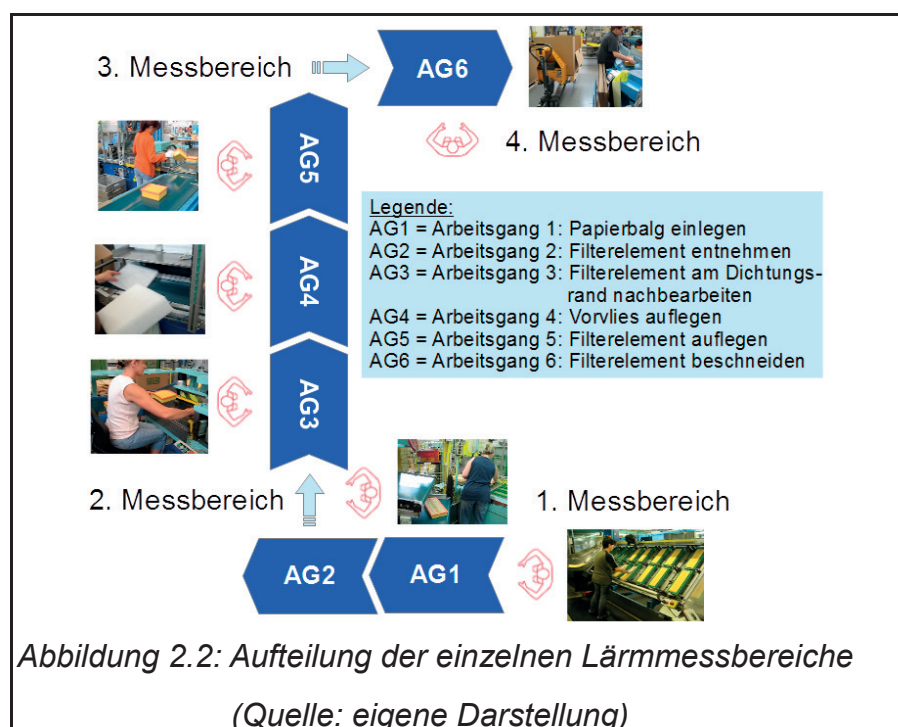 3. Messbereich
AG6
4. Messbereich
AG5
AG4
AG3
Legende:
AG1 = Arbeitsgang 1: Papierbalg einlegen
AG2 = Arbeitsgang 2: Filterelement entnehmen
AG3 = Arbeitsgang 3: Filterelement am Dichtungs-
rand nachbearbeiten
AG4 = Arbeitsgang 4: Vorvlies auflegen
AG5 = Arbeitsgang 5: Filterelement auflegen
AG6 = Arbeitsgang 6: Filterelement beschneiden
2. Messbereich
1. Messbereich
AG2
AG1
Abbildung 2.2: Aufteilung der einzelnen Lärmmessbereiche
(Quelle: eigene Darstellung)